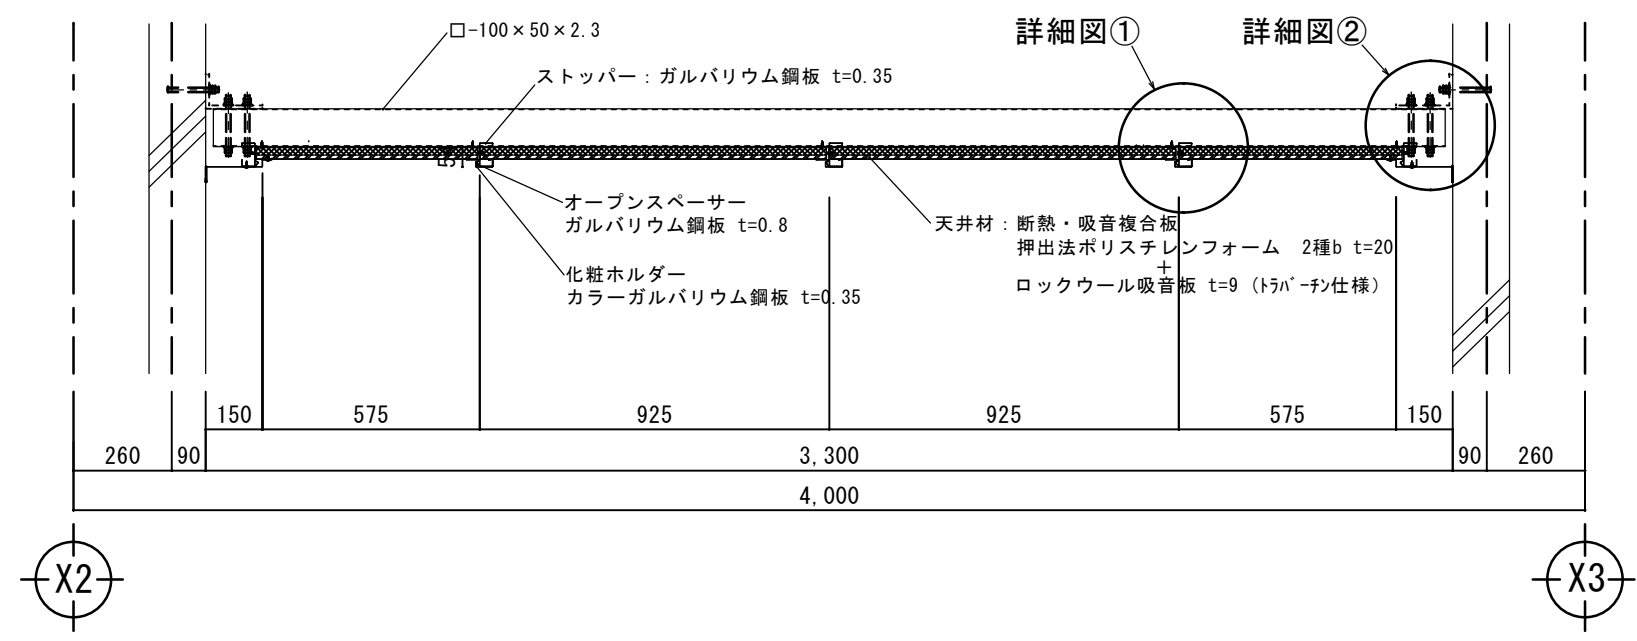 □-100×50×2.3
詳細図①
詳細図②
ストッパー：ガルバリウム鋼板 t=0.35
オープンスペーサー
ガルバリウム鋼板 t=0.8
天井材：断熱・吸音複合板
押出法ポリスチレンフォーム 2種b t=20
＋
ロックウール吸音板 t=9（ﾄﾗﾊﾞｰﾁﾝ仕様）
化粧ホルダー
カラーガルバリウム鋼板 t=0.35
150 575 925 925 575 150
260 90 3,300 90 260
4,000
X2 X3